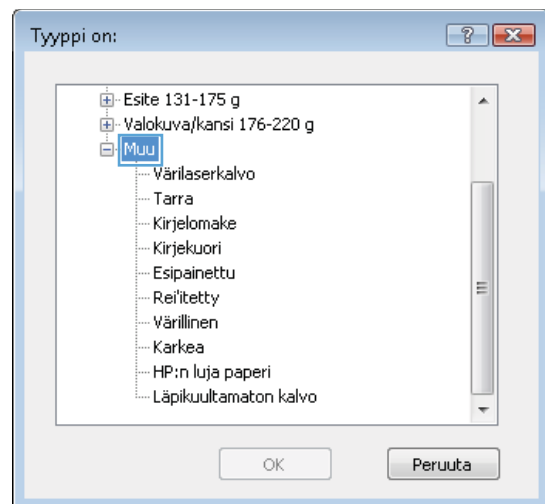 Tyyppi on:
Esite 131-175 g
Valokuva/kansi 176-220 g
Muu
Värilaserkalvo
Tarra
Kirjelomake
Kirjekuori
Esipainettu
Rei'itetty
Värillinen
Karkea
HP:n luja paperi
Läpikuultamaton kalvo
OK
Peruuta